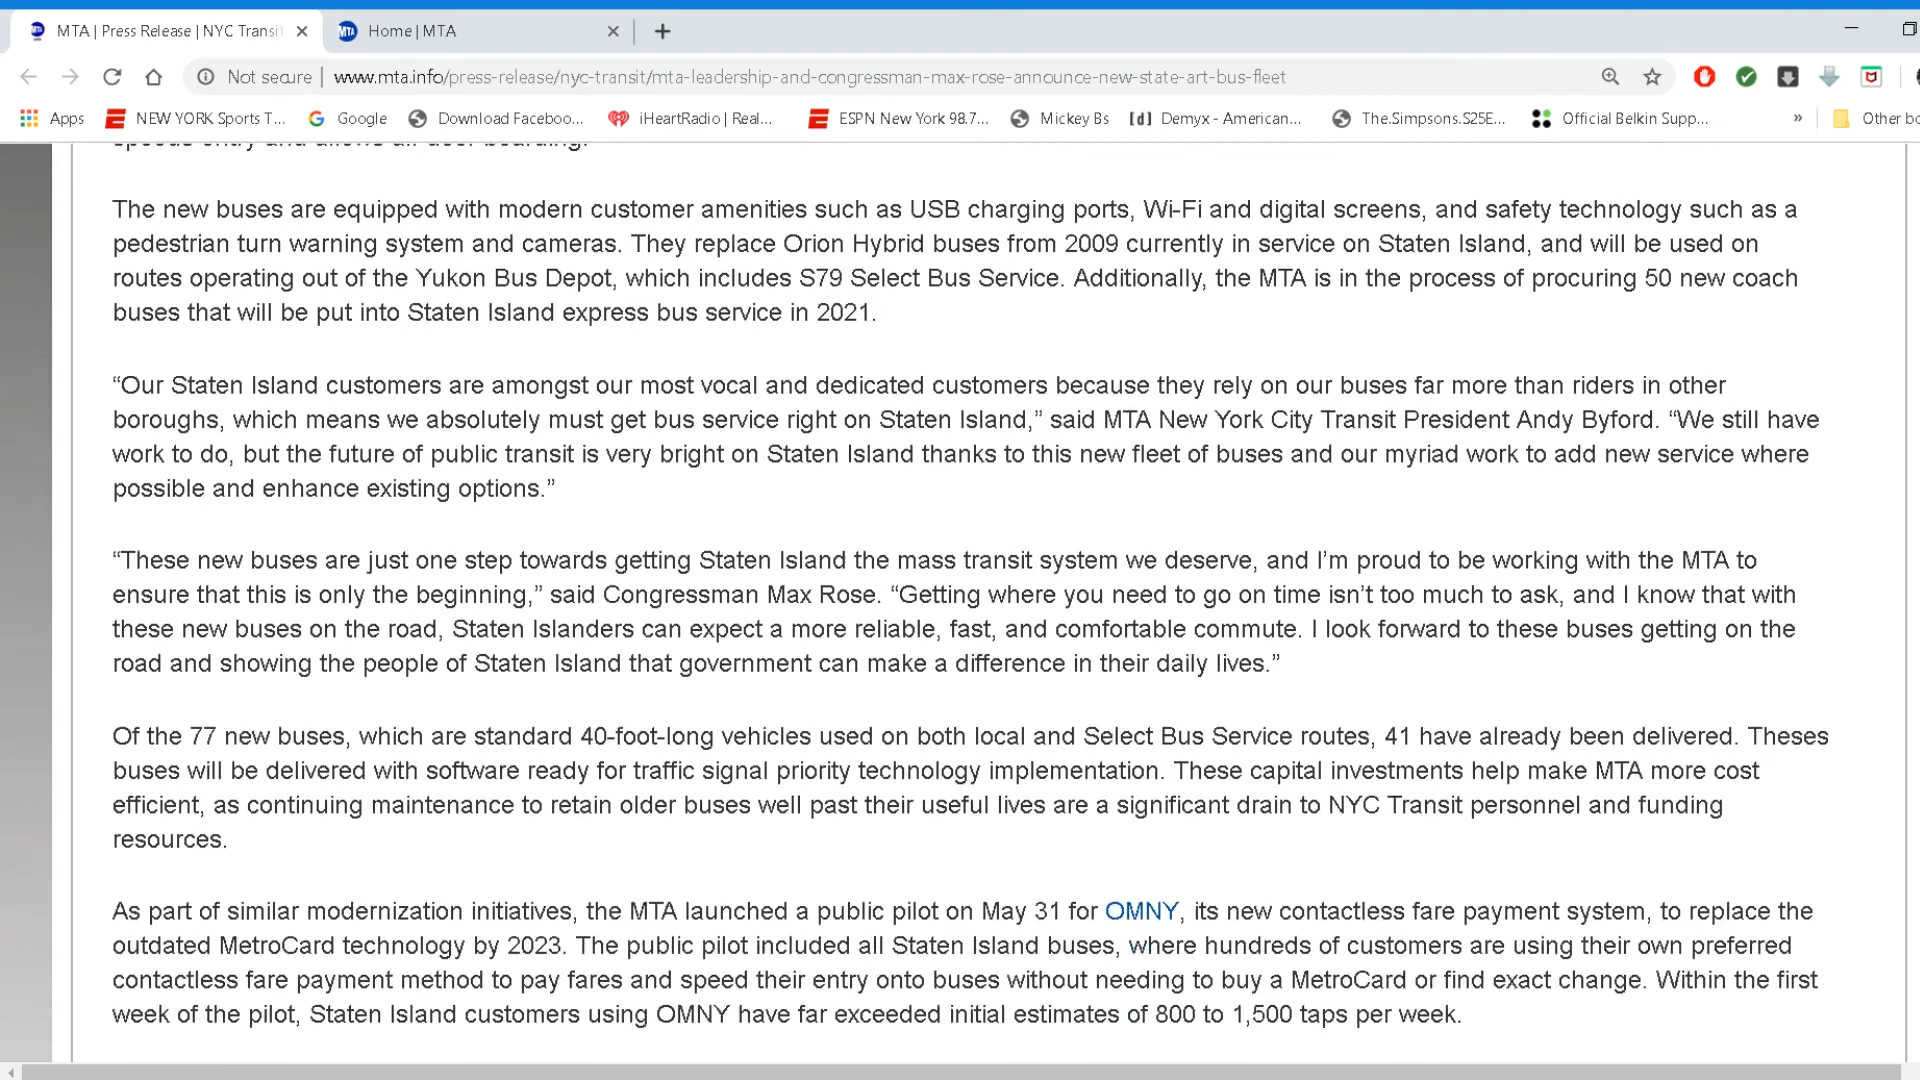 MTA | Press Release | NYC Transi
Home | MTA
Not secure
www.mta.info/press-release/nyc-transit/mta-leadership-and-congressman-max-rose-announce-new-state-art-bus-fleet
Apps
NEW YORK Sports T...
Google
Download Faceboo...
iHeartRadio | Real...
ESPN New York 98.7...
Mickey Bs
[d] Demyx - American...
The.Simpsons.S25E...
Official Belkin Supp...
»
Other bo
speeds entry and allows all-door boarding.
The new buses are equipped with modern customer amenities such as USB charging ports, Wi-Fi and digital screens, and safety technology such as a
pedestrian turn warning system and cameras. They replace Orion Hybrid buses from 2009 currently in service on Staten Island, and will be used on
routes operating out of the Yukon Bus Depot, which includes S79 Select Bus Service. Additionally, the MTA is in the process of procuring 50 new coach
buses that will be put into Staten Island express bus service in 2021.
“Our Staten Island customers are amongst our most vocal and dedicated customers because they rely on our buses far more than riders in other
boroughs, which means we absolutely must get bus service right on Staten Island,” said MTA New York City Transit President Andy Byford. “We still have
work to do, but the future of public transit is very bright on Staten Island thanks to this new fleet of buses and our myriad work to add new service where
possible and enhance existing options.”
“These new buses are just one step towards getting Staten Island the mass transit system we deserve, and I’m proud to be working with the MTA to
ensure that this is only the beginning,” said Congressman Max Rose. “Getting where you need to go on time isn’t too much to ask, and I know that with
these new buses on the road, Staten Islanders can expect a more reliable, fast, and comfortable commute. I look forward to these buses getting on the
road and showing the people of Staten Island that government can make a difference in their daily lives.”
Of the 77 new buses, which are standard 40-foot-long vehicles used on both local and Select Bus Service routes, 41 have already been delivered. Theses
buses will be delivered with software ready for traffic signal priority technology implementation. These capital investments help make MTA more cost
efficient, as continuing maintenance to retain older buses well past their useful lives are a significant drain to NYC Transit personnel and funding
resources.
As part of similar modernization initiatives, the MTA launched a public pilot on May 31 for OMNY, its new contactless fare payment system, to replace the
outdated MetroCard technology by 2023. The public pilot included all Staten Island buses, where hundreds of customers are using their own preferred
contactless fare payment method to pay fares and speed their entry onto buses without needing to buy a MetroCard or find exact change. Within the first
week of the pilot, Staten Island customers using OMNY have far exceeded initial estimates of 800 to 1,500 taps per week.